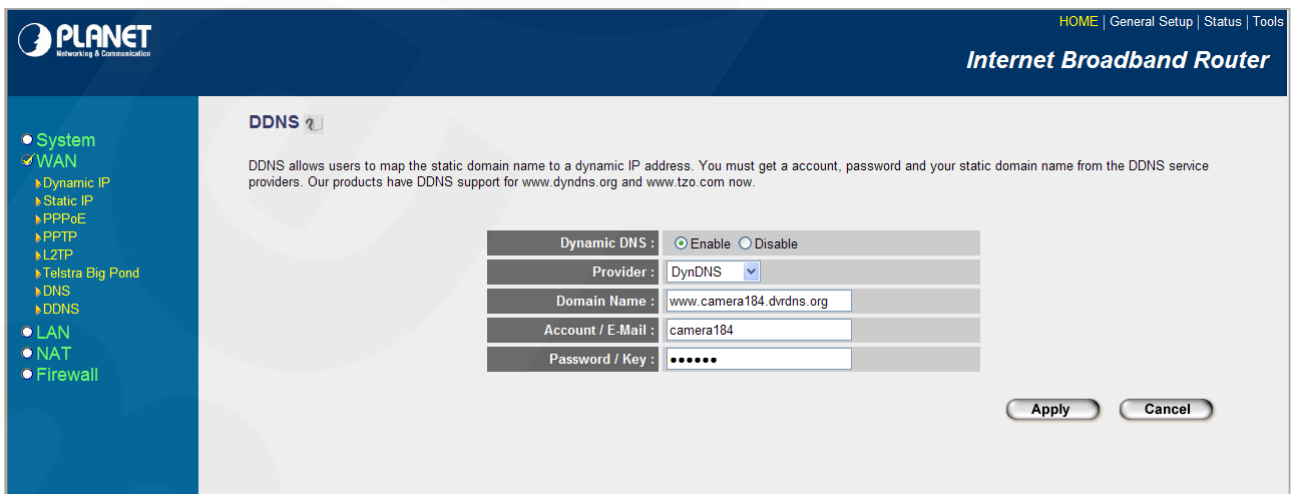 PLANET
Networking & Communication
HOME | General Setup | Status | Tools
Internet Broadband Router
System
WAN
Dynamic IP
Static IP
PPPoE
PPTP
L2TP
Telstra Big Pond
DNS
DDNS
LAN
NAT
Firewall
DDNS
DDNS allows users to map the static domain name to a dynamic IP address. You must get a account, password and your static domain name from the DDNS service
providers. Our products have DDNS support for www.dyndns.org and www.tzo.com now.
Dynamic DNS : Enable Disable
Provider : DynDNS
Domain Name : www.camera184.dvrdns.org
Account / E-Mail : camera184
Password / Key : ••••••
Apply Cancel